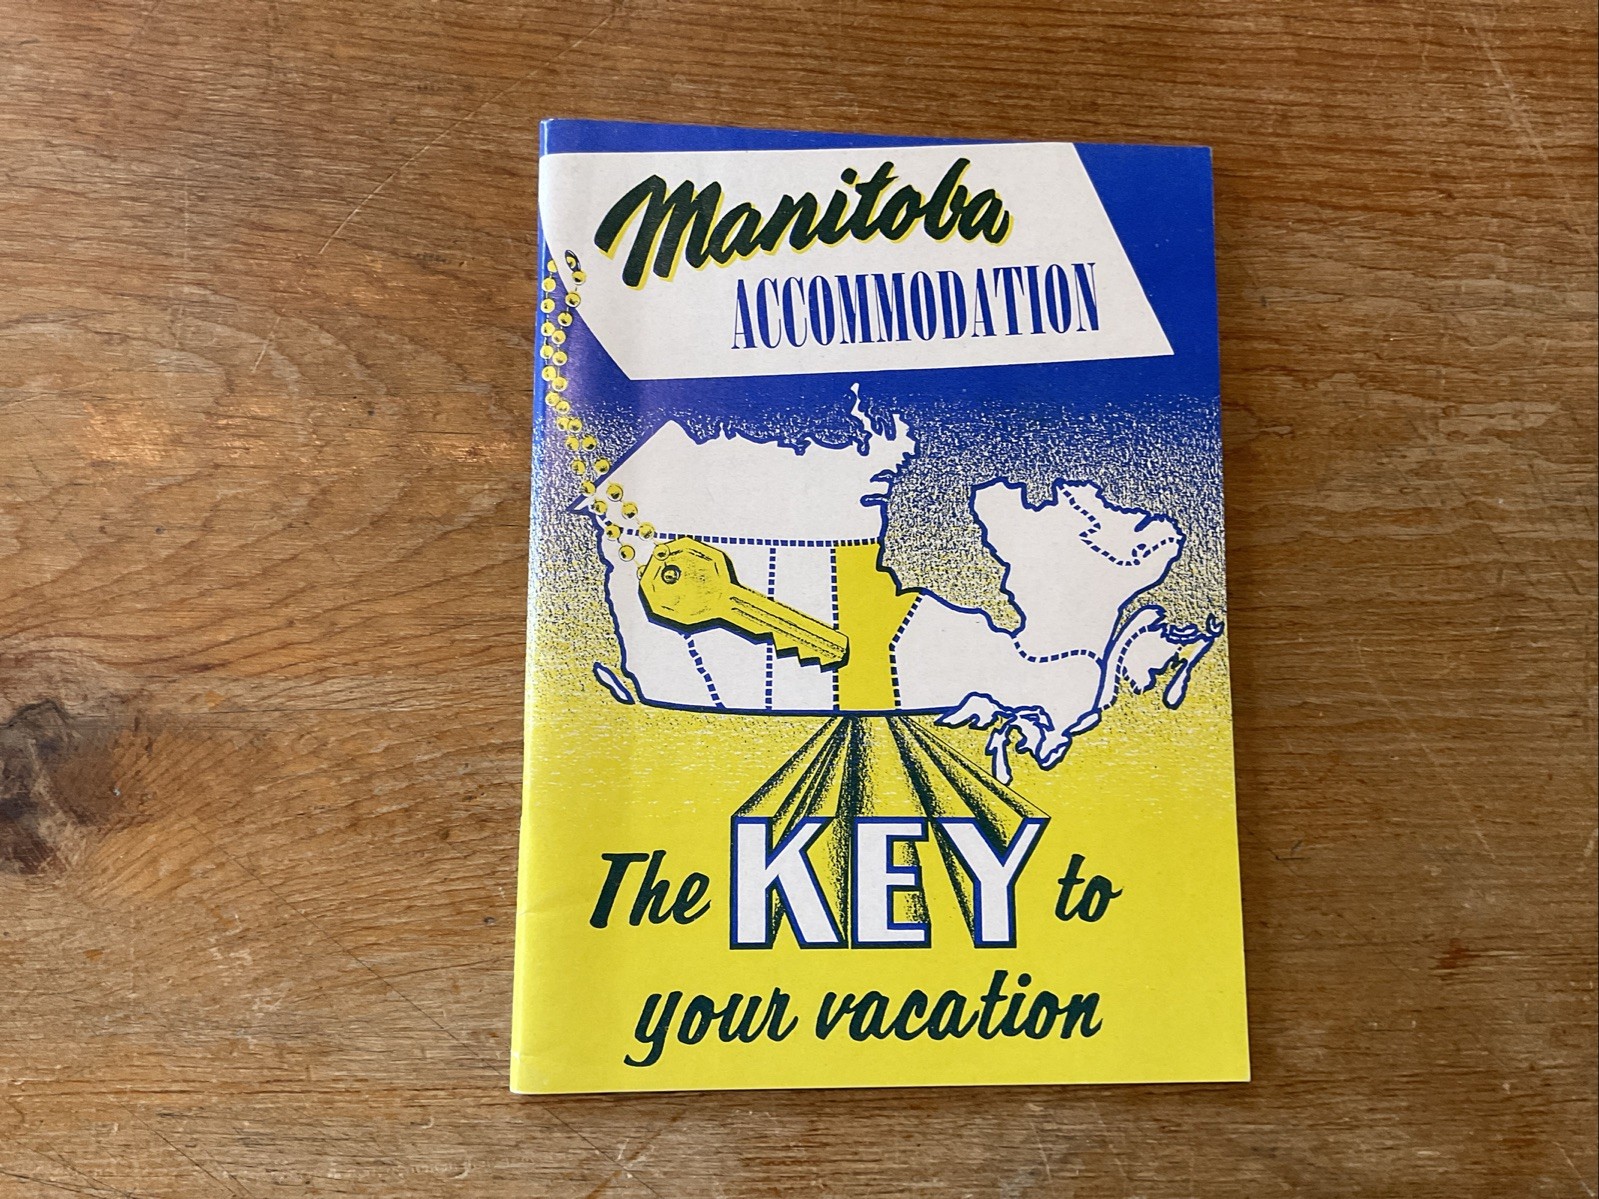 Manitoba
ACCOMMODATION
The KEY to
your vacation